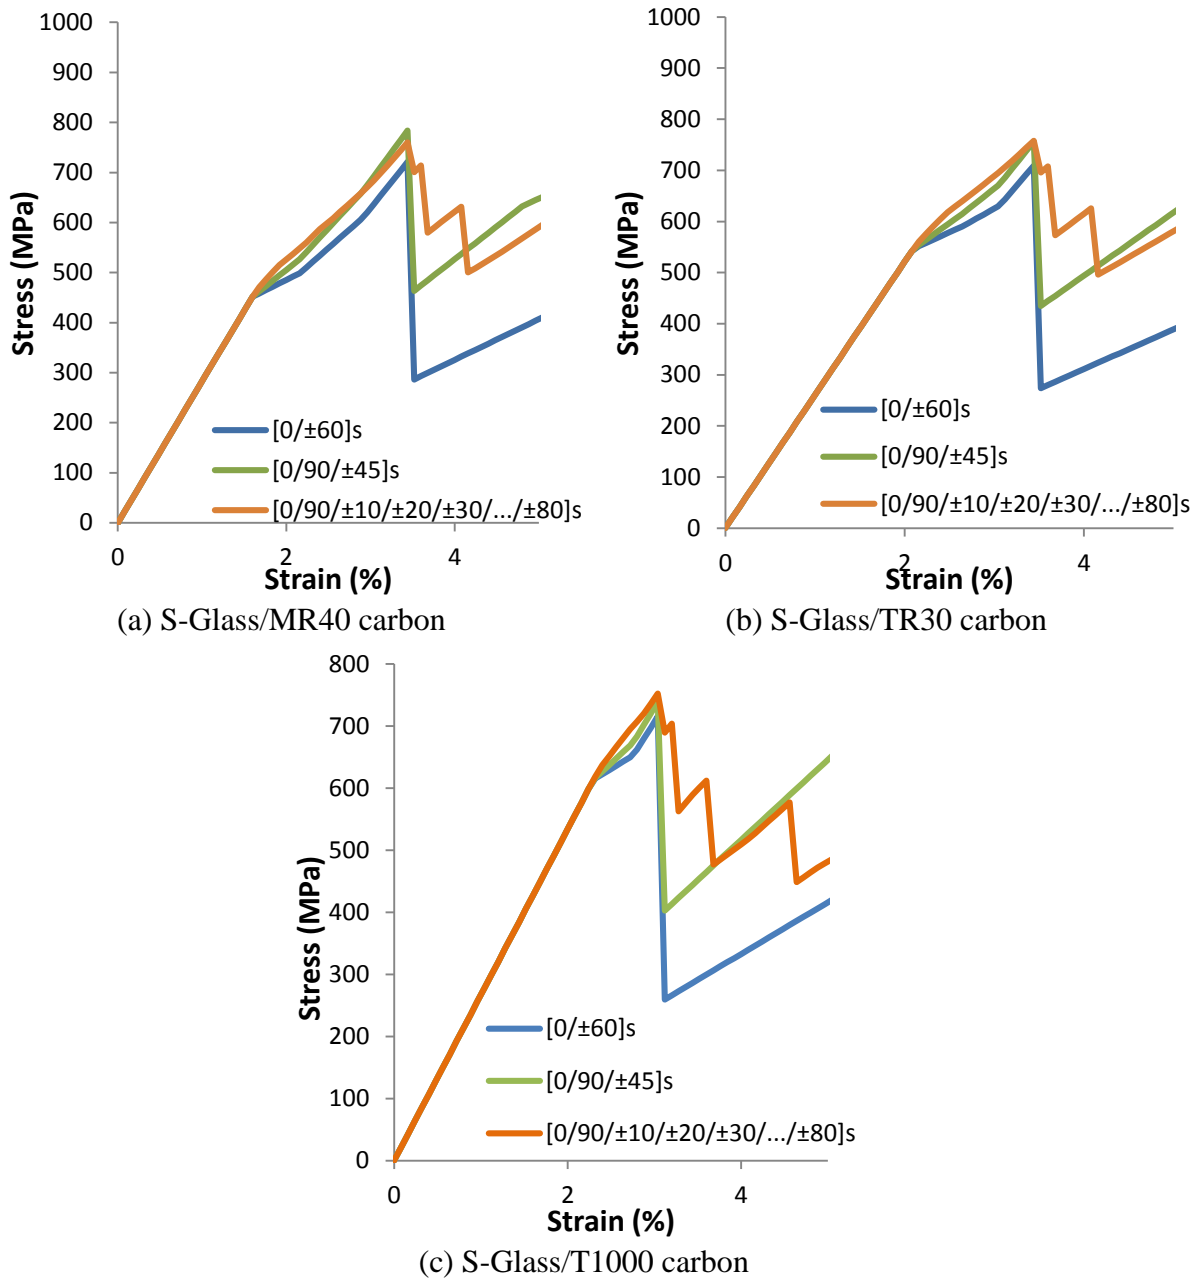 1000
900
800
700
600
500
400
300
200
100
0
Stress (MPa)
0
2
4
Strain (%)
[0/±60]s
[0/90/±45]s
[0/90/±10/±20/±30/.../±80]s
(a) S-Glass/MR40 carbon
1000
900
800
700
600
500
400
300
200
100
0
Stress (MPa)
0
2
4
Strain (%)
[0/±60]s
[0/90/±45]s
[0/90/±10/±20/±30/.../±80]s
(b) S-Glass/TR30 carbon
800
700
600
500
400
300
200
100
0
Stress (MPa)
0
2
4
Strain (%)
[0/±60]s
[0/90/±45]s
[0/90/±10/±20/±30/.../±80]s
(c) S-Glass/T1000 carbon